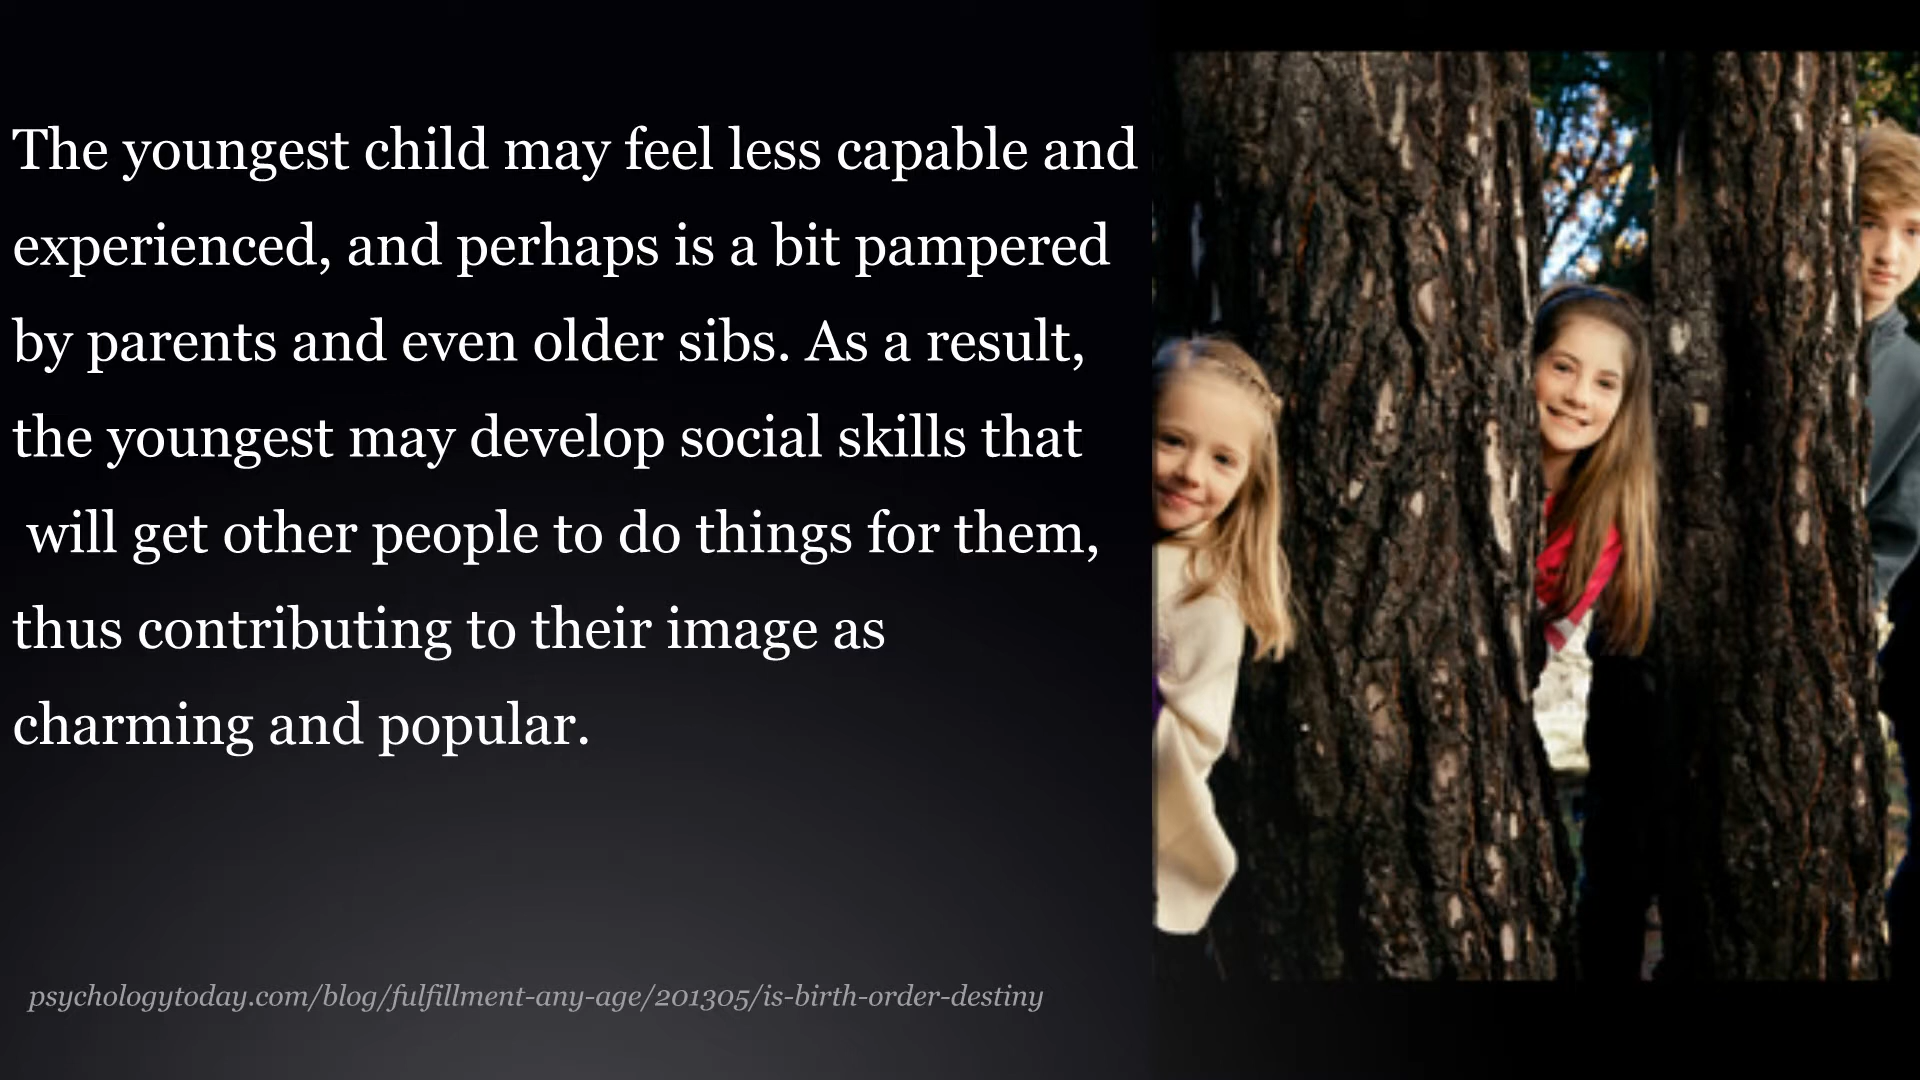 The youngest child may feel less capable and
experienced, and perhaps is a bit pampered
by parents and even older sibs. As a result,
the youngest may develop social skills that
will get other people to do things for them,
thus contributing to their image as
charming and popular.
psychologytoday.com/blog/fulfillment-any-age/201305/is-birth-order-destiny